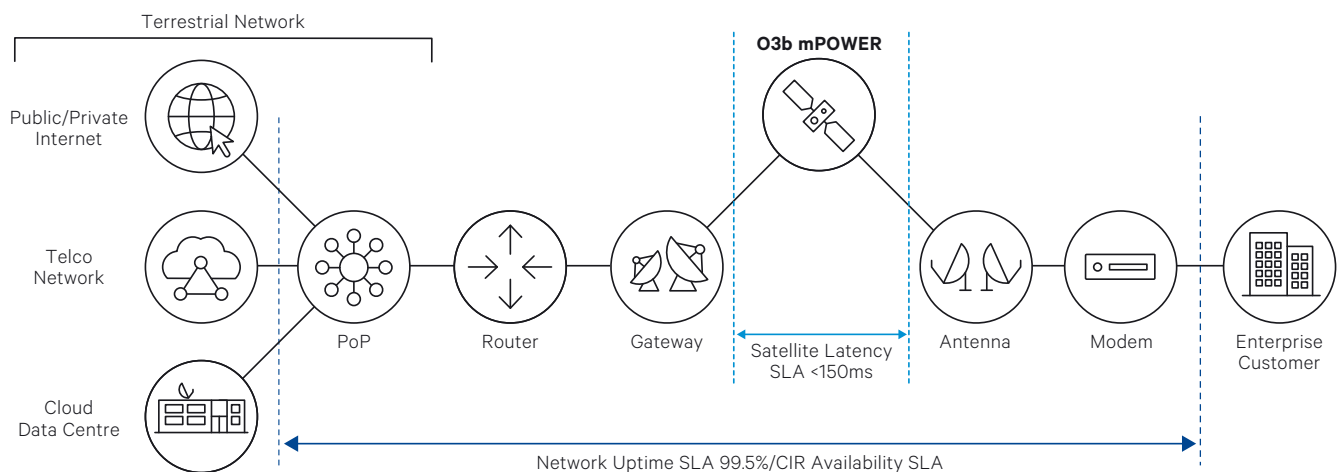 Terrestrial Network
O3b mPOWER
Public/Private
Internet
Telco
Network
PoP
Router
Gateway
Satellite Latency
SLA <150ms
Antenna
Modem
Enterprise
Customer
Cloud
Data Centre
Network Uptime SLA 99.5%/CIR Availability SLA